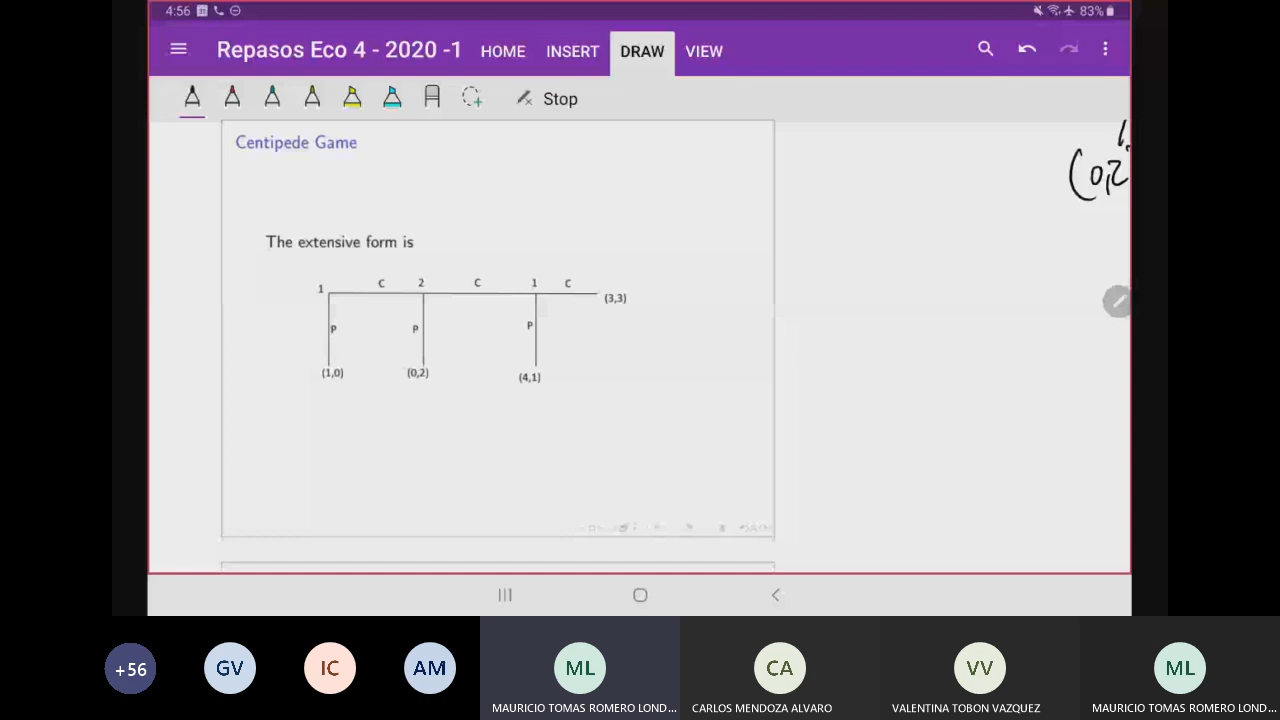 4:56 83%
Repasos Eco 4 - 2020 -1 HOME INSERT DRAW VIEW
Stop
Centipede Game
(0,2
The extensive form is
1 C 2 C 1 C
(3,3)
P P P
(1,0) (0,2) (4,1)
+56 GV IC AM ML CA VV ML
MAURICIO TOMAS ROMERO LOND... CARLOS MENDOZA ALVARO VALENTINA TOBON VAZQUEZ MAURICIO TOMAS ROMERO LOND...